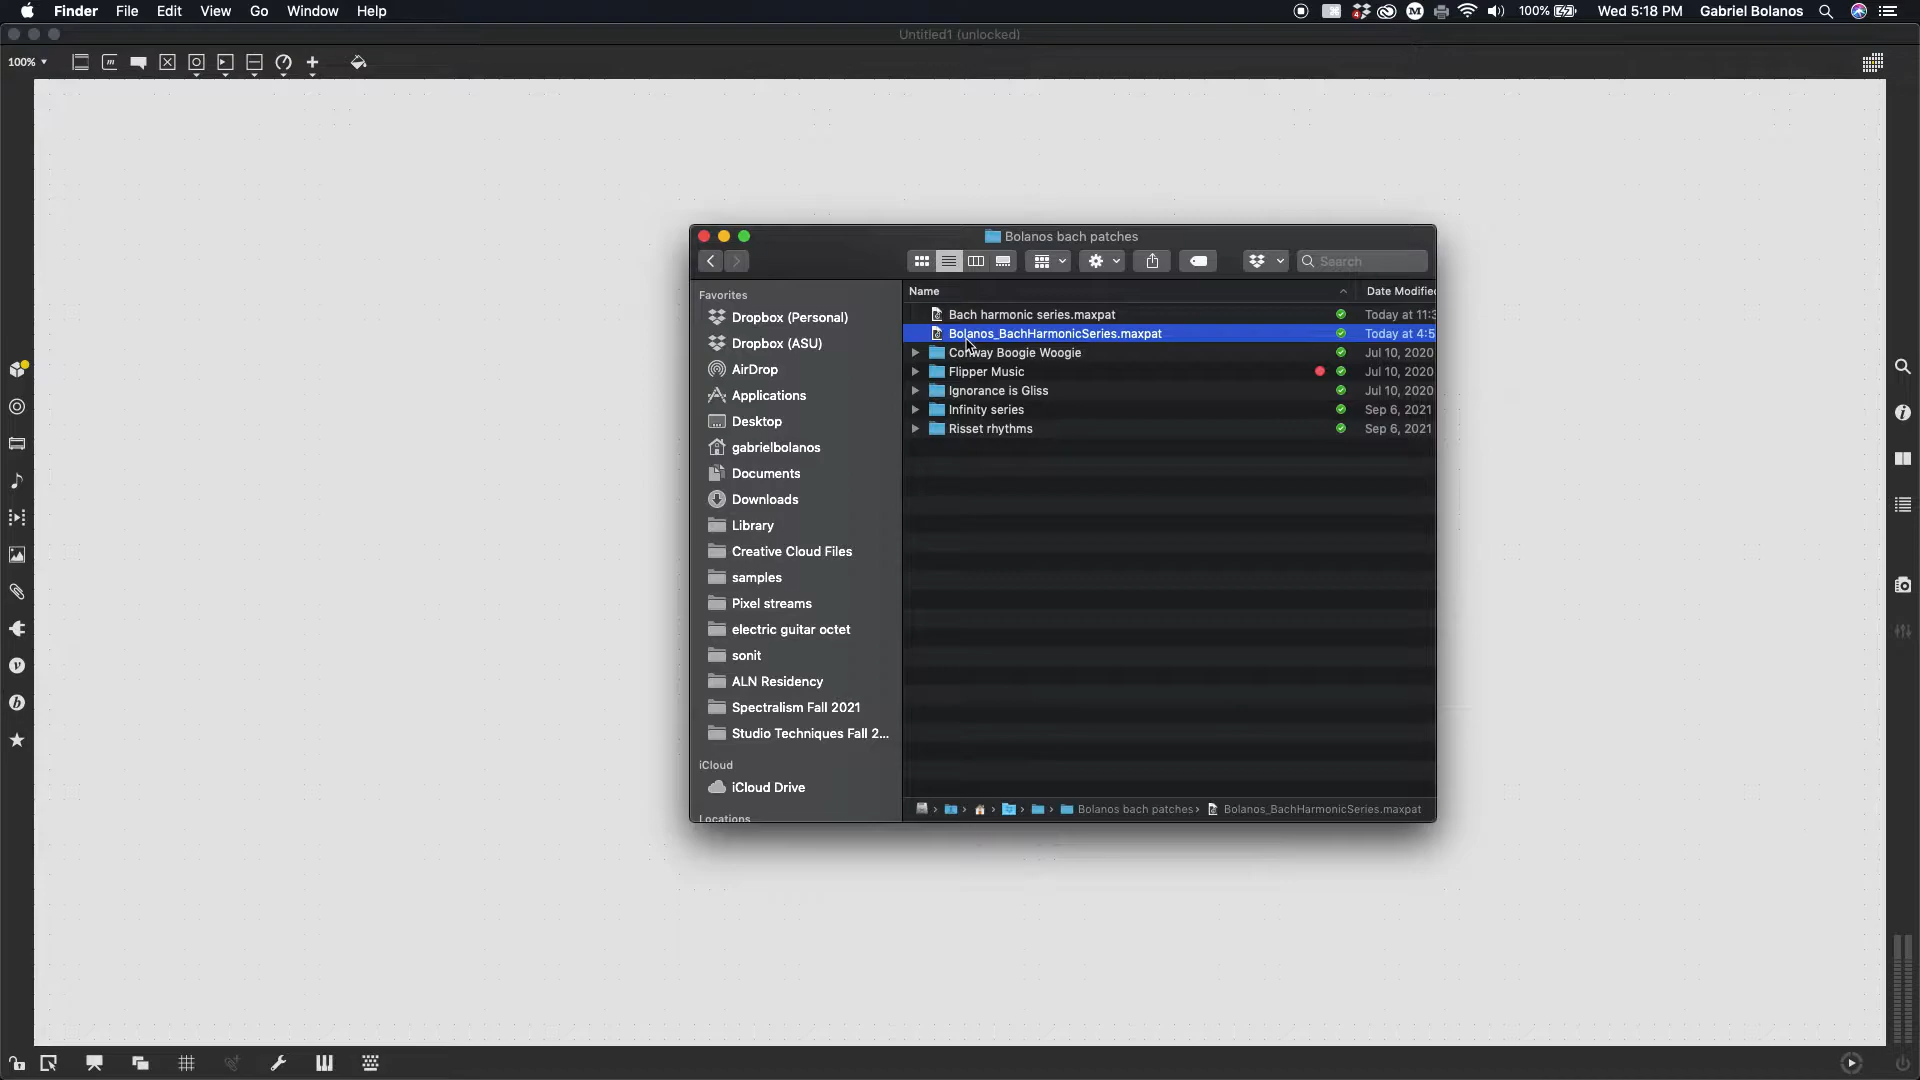 Finder File Edit View Go Window Help
4 M 100% Wed 5:18 PM Gabriel Bolanos
Untitled1 (unlocked)
100%
Bolanos bach patches
Search
Favorites
Dropbox (Personal)
Dropbox (ASU)
AirDrop
Applications
Desktop
gabrielbolanos
Documents
Downloads
Library
Creative Cloud Files
samples
Pixel streams
electric guitar octet
sonit
ALN Residency
Spectralism Fall 2021
Studio Techniques Fall 2...
iCloud
iCloud Drive
Locations
Name Date Modified
Bach harmonic series.maxpat Today at 11:3
Bolanos_BachHarmonicSeries.maxpat Today at 4:5
Conway Boogie Woogie Jul 10, 2020
Flipper Music Jul 10, 2020
Ignorance is Gliss Jul 10, 2020
Infinity series Sep 6, 2021
Risset rhythms Sep 6, 2021
Bolanos bach patches Bolanos_BachHarmonicSeries.maxpat